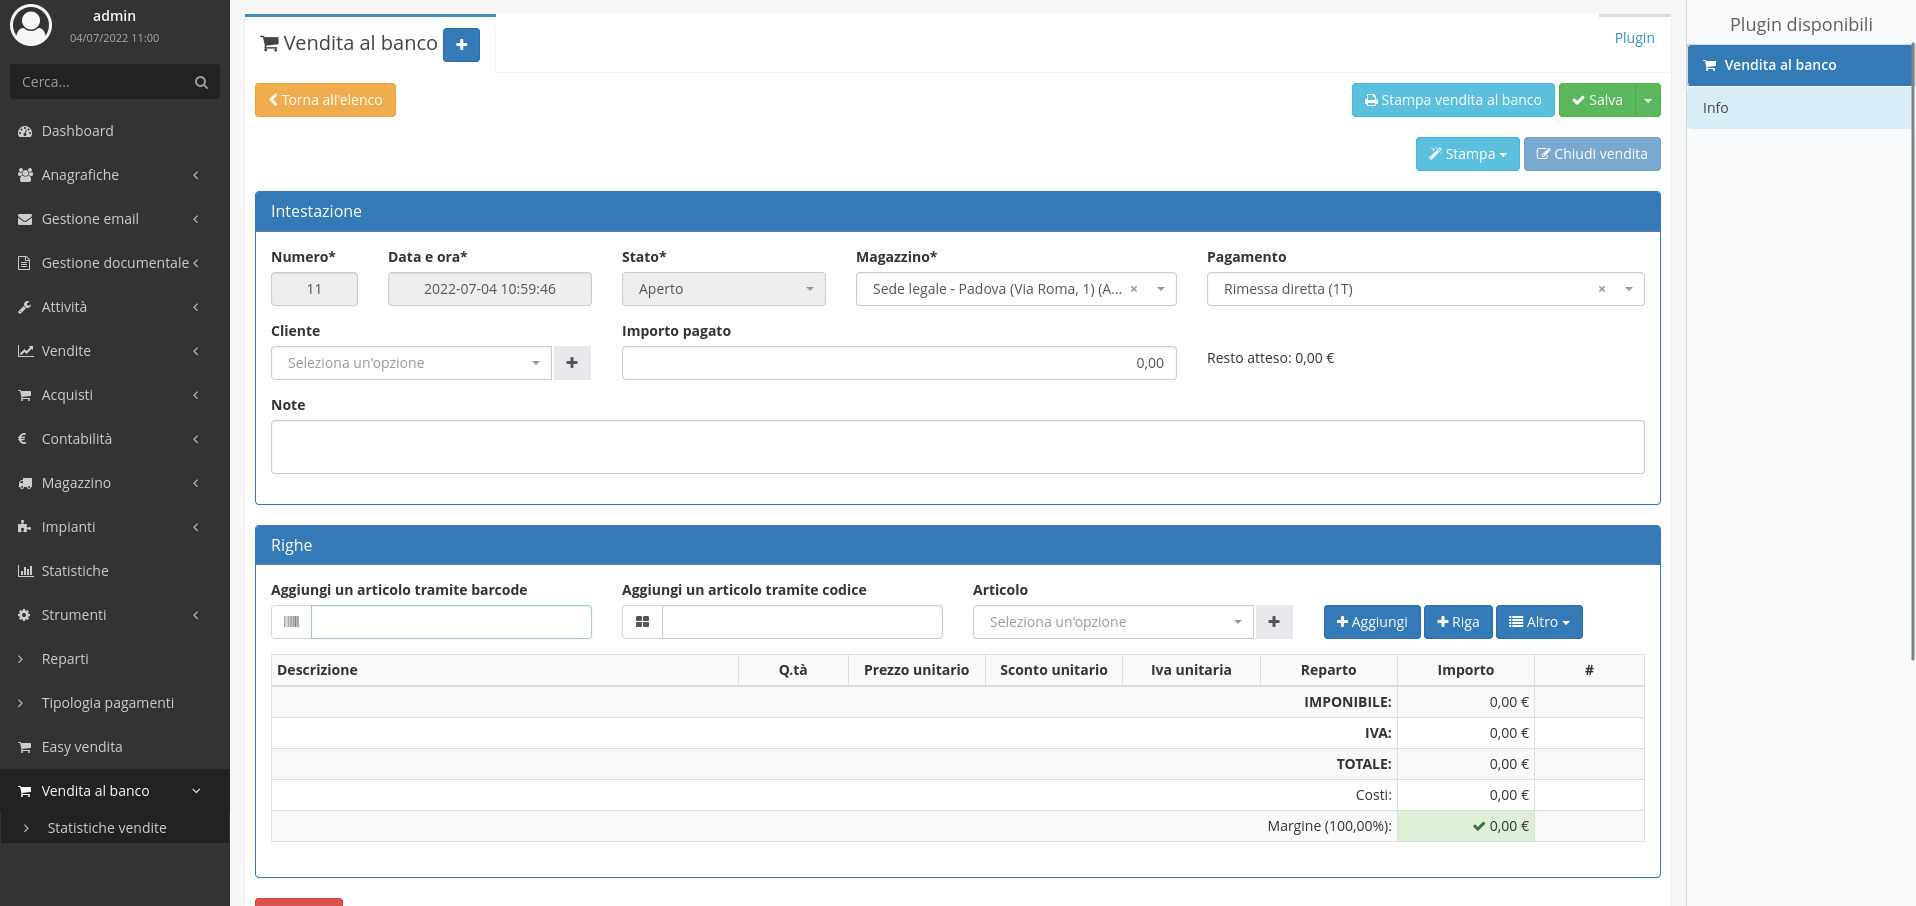 admin
04/07/2022 11:00
Cerca...
Dashboard
Anagrafiche
Gestione email
Gestione documentale
Attività
Vendite
Acquisti
Contabilità
Magazzino
Impianti
Statistiche
Strumenti
Reparti
Tipologia pagamenti
Easy vendita
Vendita al banco
Statistiche vendite
Vendita al banco
Plugin
Torna all'elenco
Stampa vendita al banco
Salva
Stampa
Chiudi vendita
Intestazione
Numero* Data e ora* Stato* Magazzino* Pagamento
11 2022-07-04 10:59:46 Aperto Sede legale - Padova (Via Roma, 1) (A... × Rimessa diretta (1T) ×
Cliente Importo pagato
Seleziona un'opzione 0,00 Resto atteso: 0,00 €
Note
Righe
Aggiungi un articolo tramite barcode Aggiungi un articolo tramite codice Articolo
Seleziona un'opzione Aggiungi Riga Altro
Descrizione Q.tà Prezzo unitario Sconto unitario Iva unitaria Reparto Importo #
IMPONIBILE: 0,00 €
IVA: 0,00 €
TOTALE: 0,00 €
Costi: 0,00 €
Margine (100,00%): 0,00 €
Plugin disponibili
Vendita al banco
Info